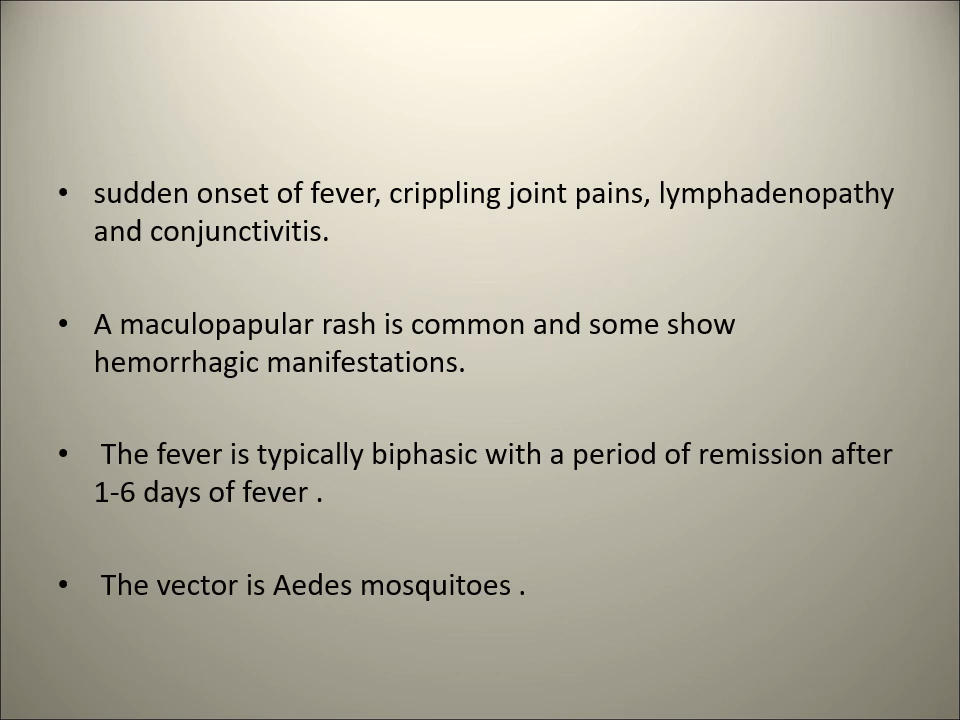 • sudden onset of fever, crippling joint pains, lymphadenopathy
and conjunctivitis.
• A maculopapular rash is common and some show
hemorrhagic manifestations.
• The fever is typically biphasic with a period of remission after
1-6 days of fever .
• The vector is Aedes mosquitoes .